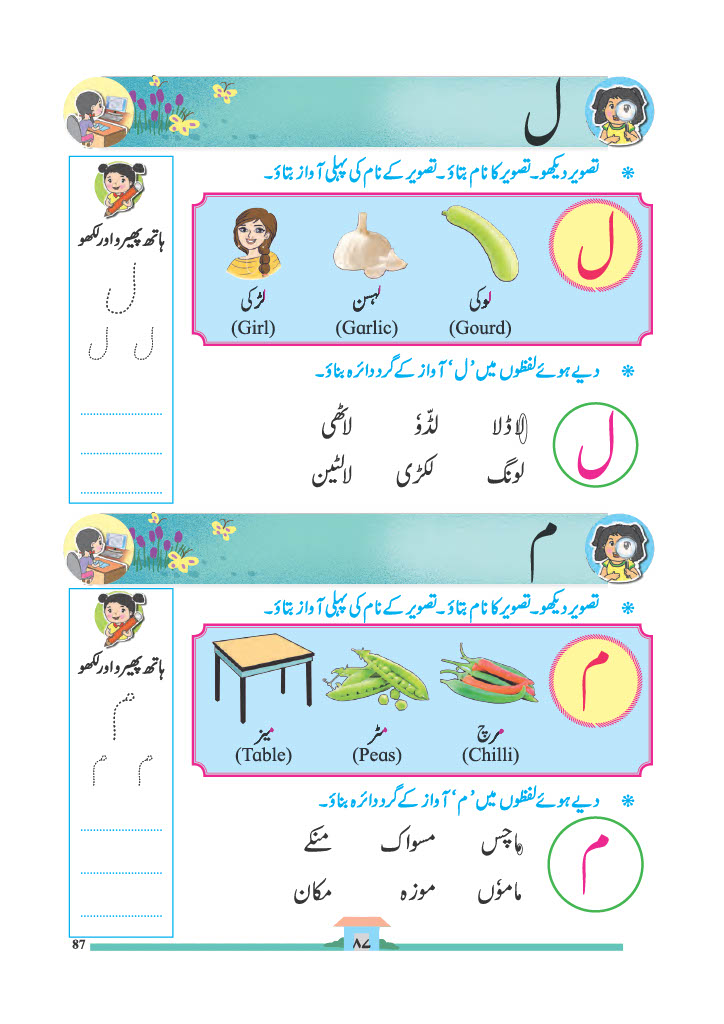 ل
تصویر دیکھو۔ تصویر کا نام بتاؤ۔ تصویر کے نام کی پہلی آواز بتاؤ۔
ل
لوکی لہسن لڑکی
(Gourd) (Garlic) (Girl)
دیے ہوئے لفظوں میں ’ل‘ آواز کے گرد دائرہ بناؤ۔
ل
لاڈلا لڈّو لاٹھی
لونگ لکڑی لالٹین
ہاتھ پھیرو اور لکھو
ل
ل ل
م
تصویر دیکھو۔ تصویر کا نام بتاؤ۔ تصویر کے نام کی پہلی آواز بتاؤ۔
م
مرچ مٹر میز
(Chilli) (Peas) (Table)
دیے ہوئے لفظوں میں ’م‘ آواز کے گرد دائرہ بناؤ۔
م
ماچس مسواک منکے
ماموٗں موزہ مکان
ہاتھ پھیرو اور لکھو
م
م م
87
۸۷